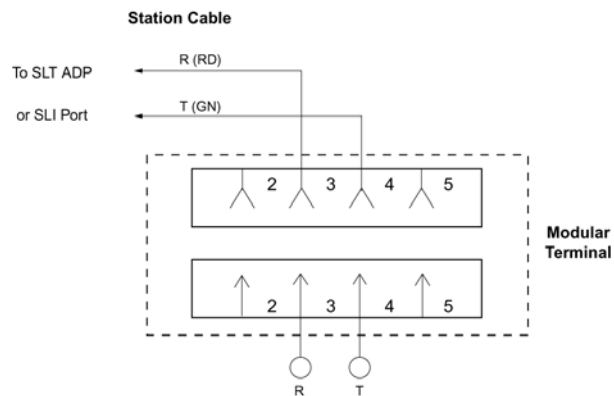 Station Cable
R (RD)
To SLT ADP
T (GN)
or SLI Port
2 3 4 5
Modular
Terminal
2 3 4 5
R T